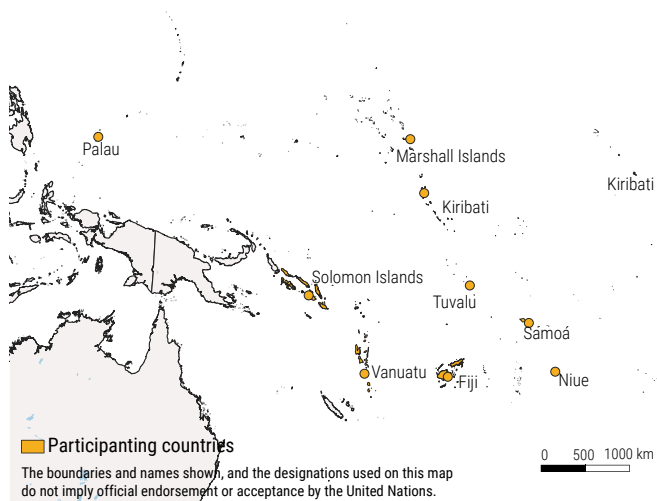 Palau
Marshall Islands
Kiribati
Kiribati
Solomon Islands
Tuvalu
Samoá
Vanuatu
Fiji
Niue
Participanting countries
0 500 1000 km
The boundaries and names shown, and the designations used on this map
do not imply official endorsement or acceptance by the United Nations.